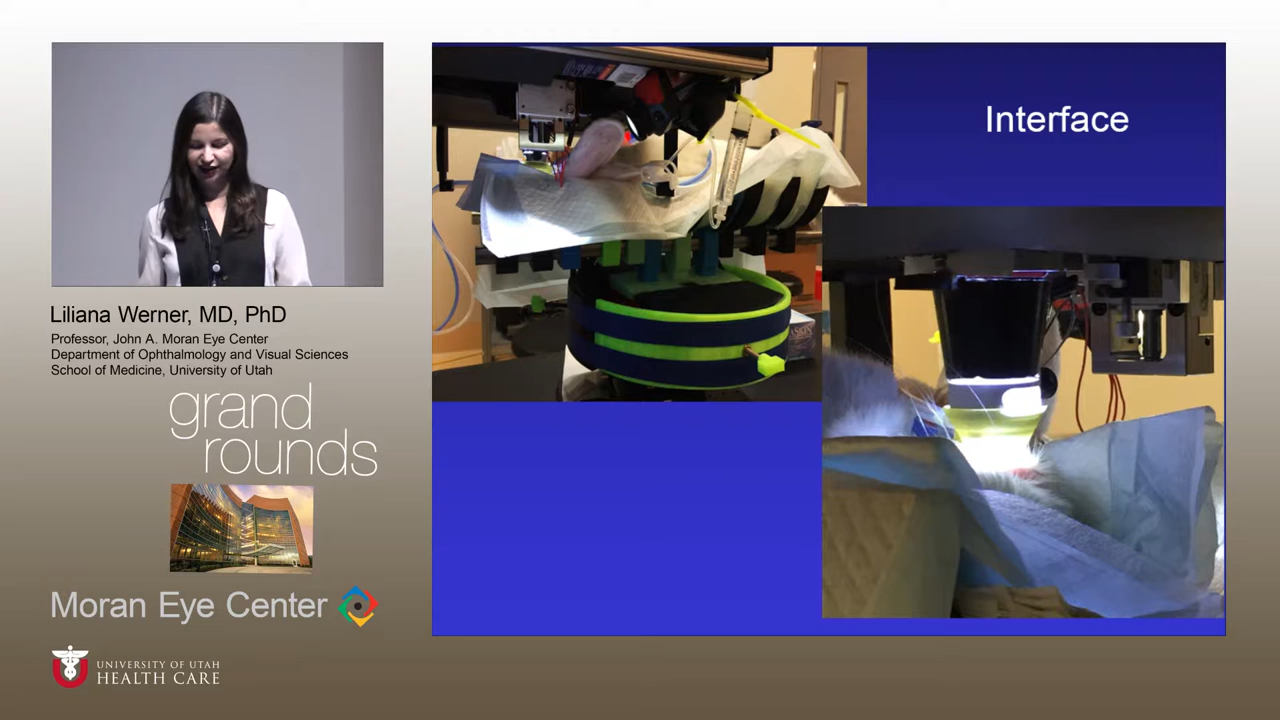 Interface
Liliana Werner, MD, PhD
Professor, John A. Moran Eye Center
Department of Ophthalmology and Visual Sciences
School of Medicine, University of Utah
grand
rounds
Moran Eye Center
UNIVERSITY OF UTAH
HEALTH CARE